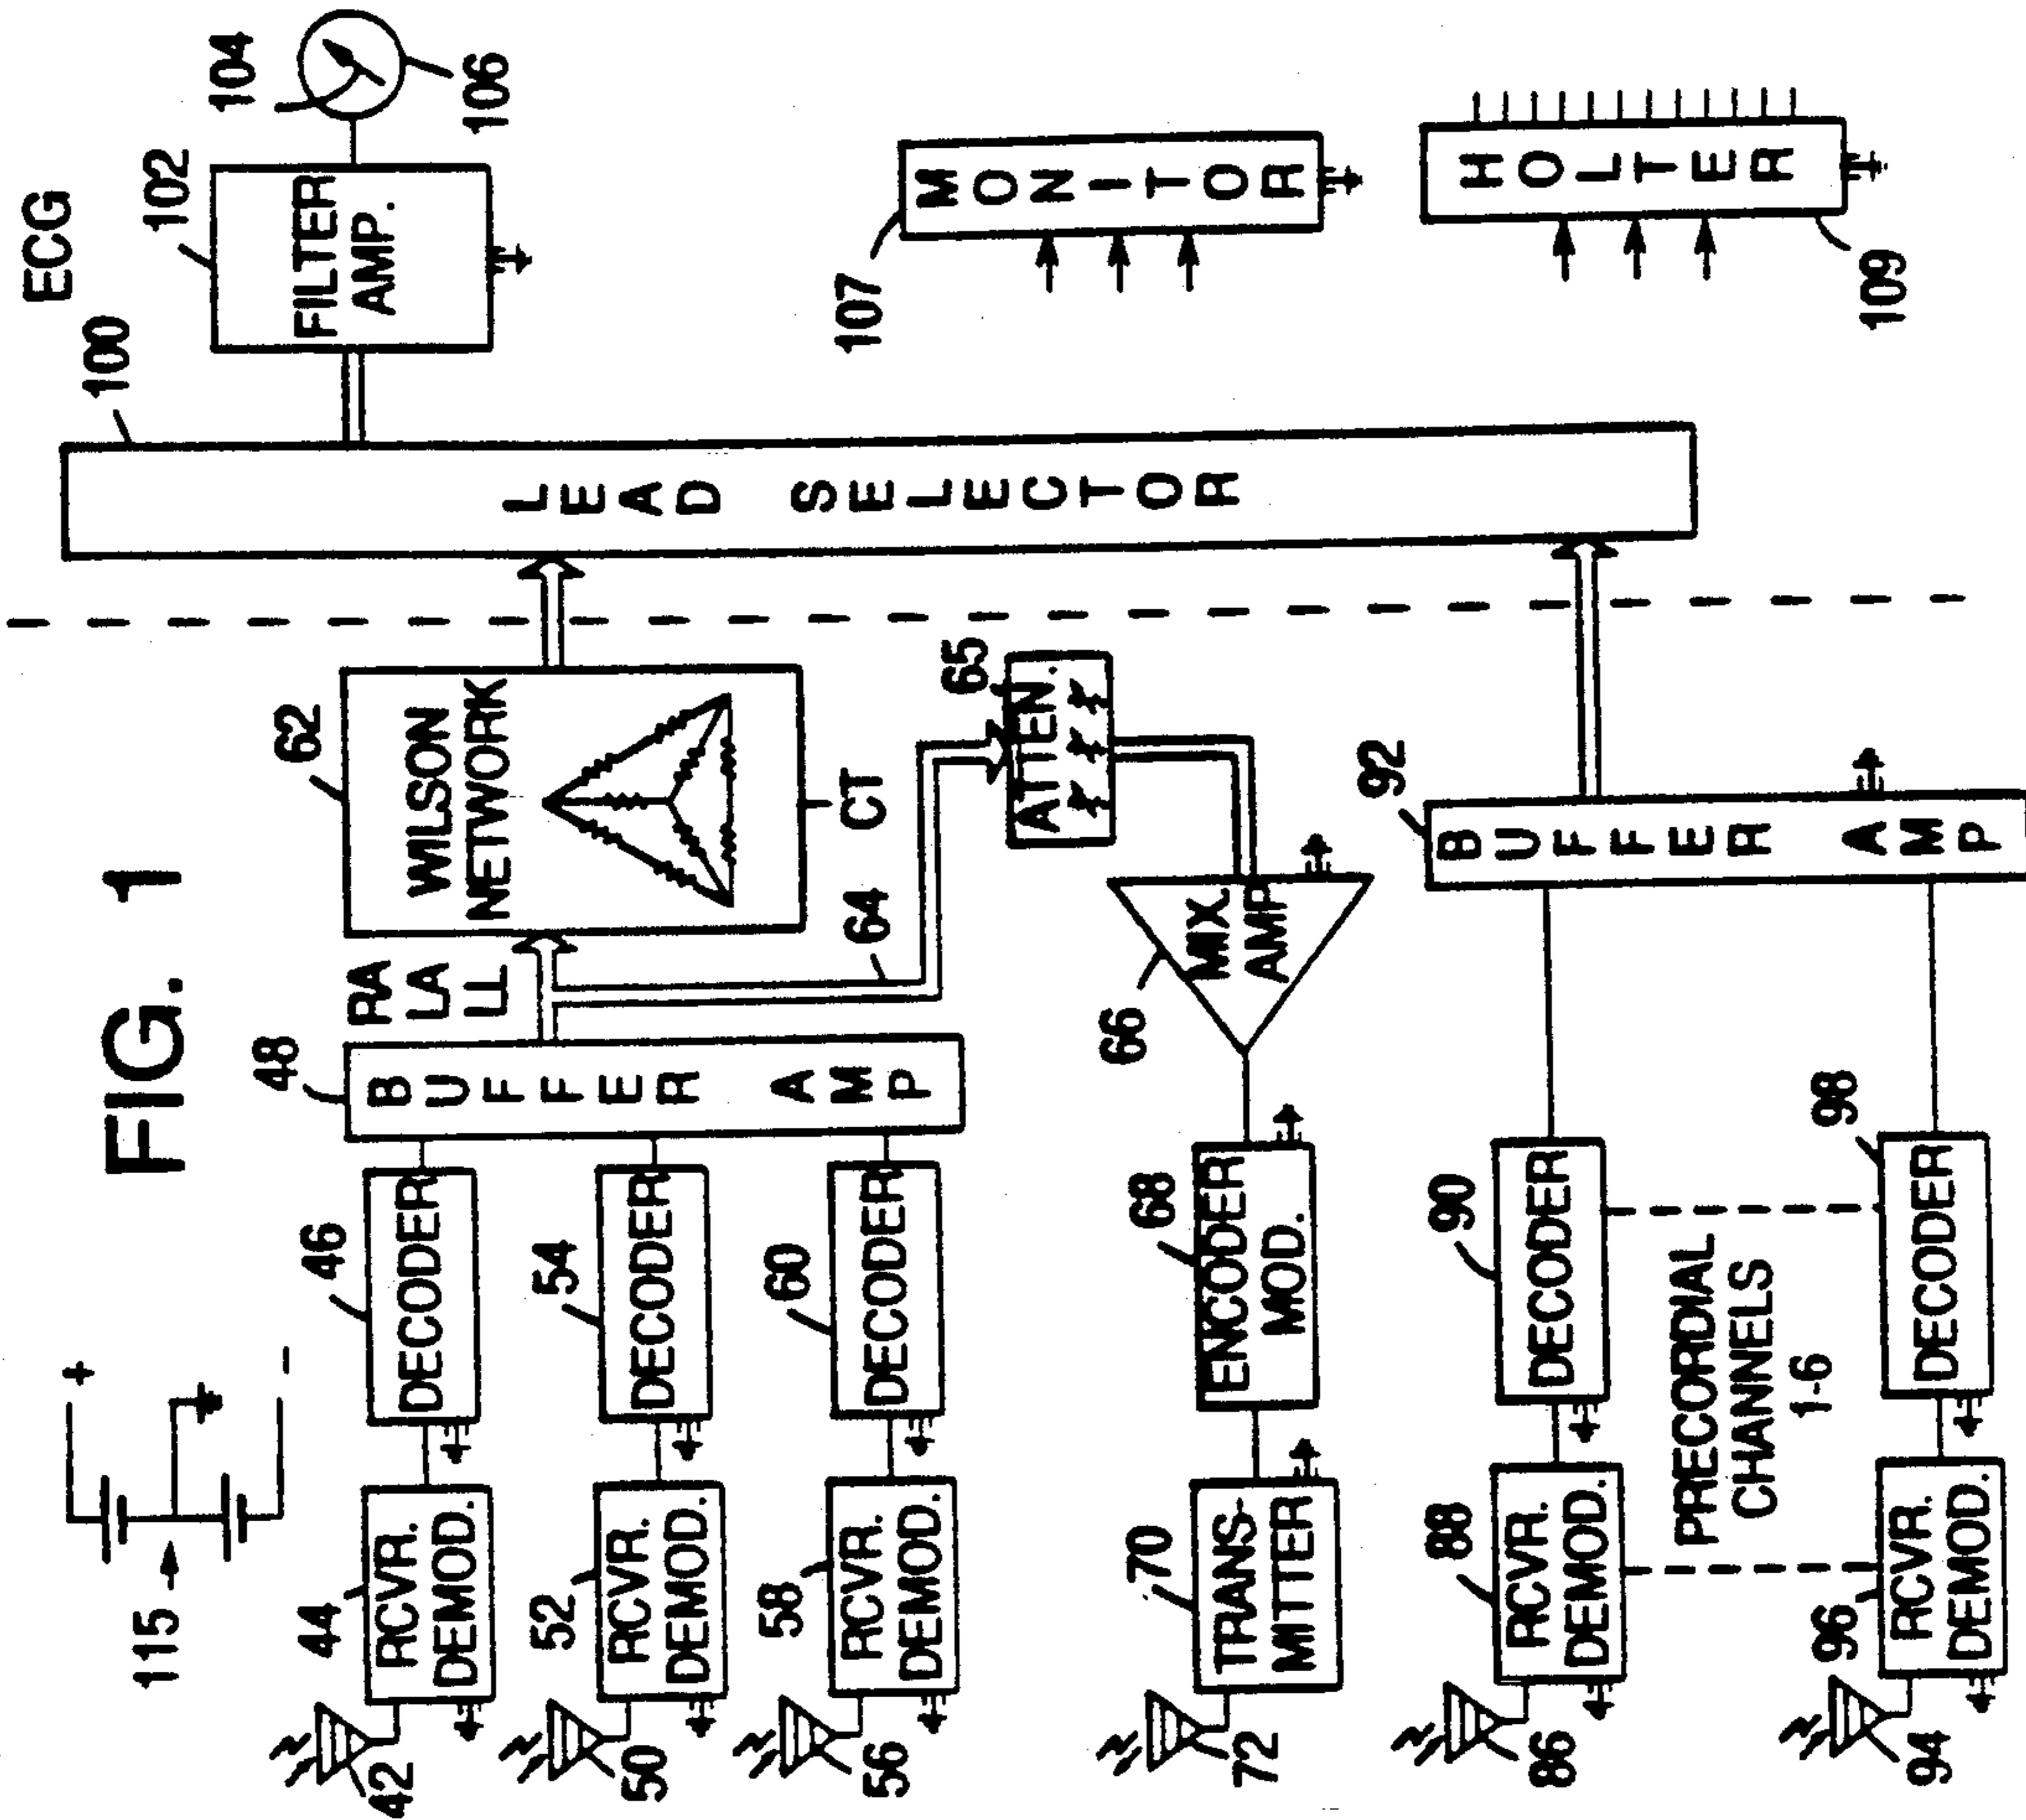 FIG. 1
ECG
115
+
-
42
44
RCVR.
DEMOD.
46
DECODER
48
BUFFER AMP
RA
LA
LL
62
WILSON
NETWORK
CT
100
LEAD SELECTOR
102
FILTER
AMP.
104
106
50
52
RCVR.
DEMOD.
54
DECODER
56
58
RCVR.
DEMOD.
60
DECODER
64
65
ATTEN.
66
MIX
AMP
68
ENCODER
MOD.
70
TRANS-
MITTER
72
107
MONITOR
109
HOLTER
86
88
RCVR.
DEMOD.
90
DECODER
92
BUFFER AMP
PRECORDIAL
CHANNELS
1-6
94
96
RCVR.
DEMOD.
98
DECODER